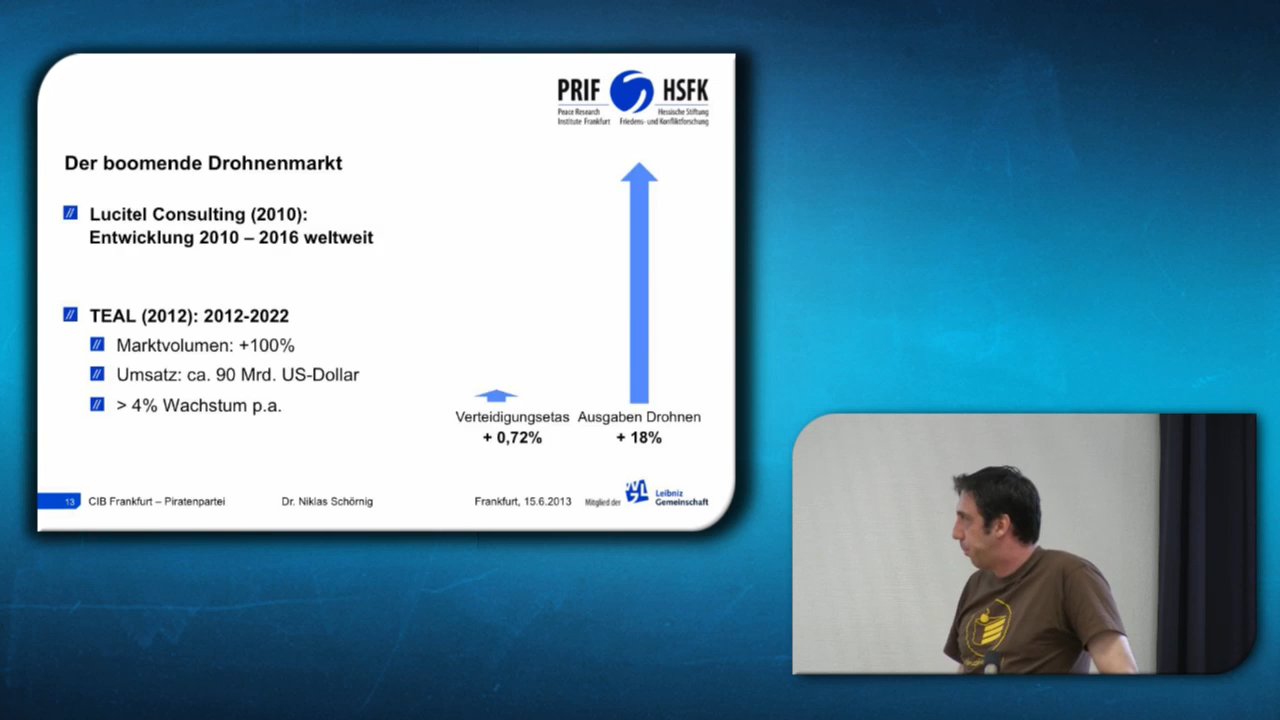 PRIF HSFK
Peace Research Hessische Stiftung
Institute Frankfurt Friedens- und Konfliktforschung
Der boomende Drohnenmarkt
Lucitel Consulting (2010):
Entwicklung 2010 – 2016 weltweit
TEAL (2012): 2012-2022
Marktvolumen: +100%
Umsatz: ca. 90 Mrd. US-Dollar
> 4% Wachstum p.a.
Verteidigungsetas Ausgaben Drohnen
+ 0,72% + 18%
13 CIB Frankfurt – Piratenpartei Dr. Niklas Schörnig Frankfurt, 15.6.2013 Mitglied der
Leibniz
Gemeinschaft